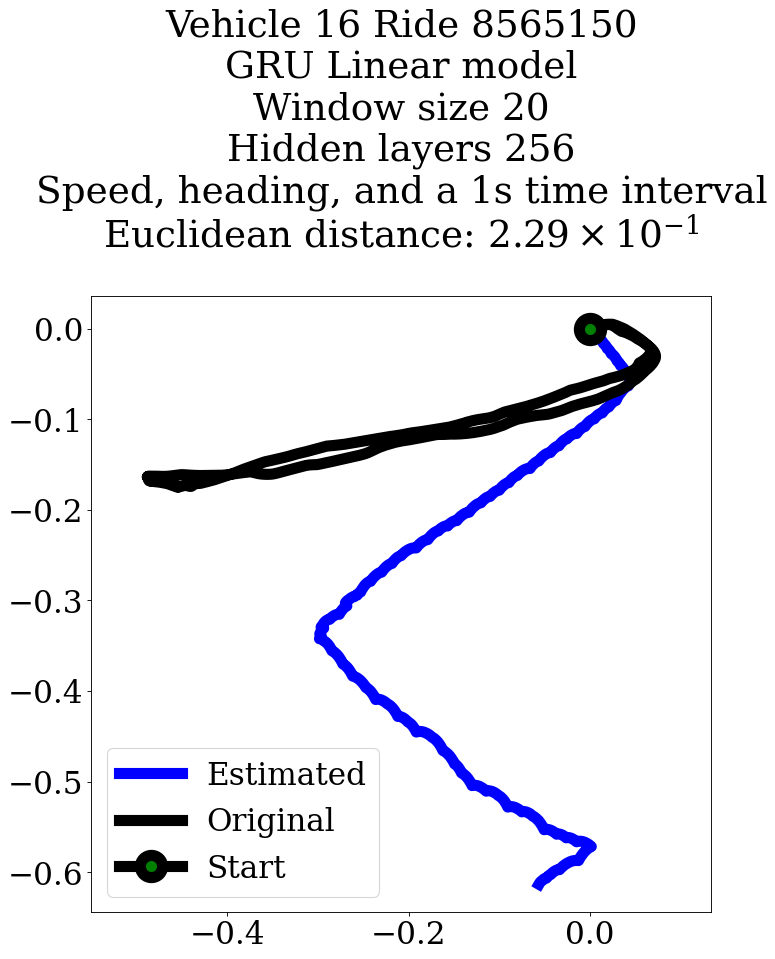 Vehicle 16 Ride 8565150
GRU Linear model
Window size 20
Hidden layers 256
Speed, heading, and a 1s time interval
Euclidean distance: 2.29 × 10⁻¹
0.0
−0.1
−0.2
−0.3
−0.4
−0.5
−0.6
Estimated
Original
Start
−0.4 −0.2 0.0